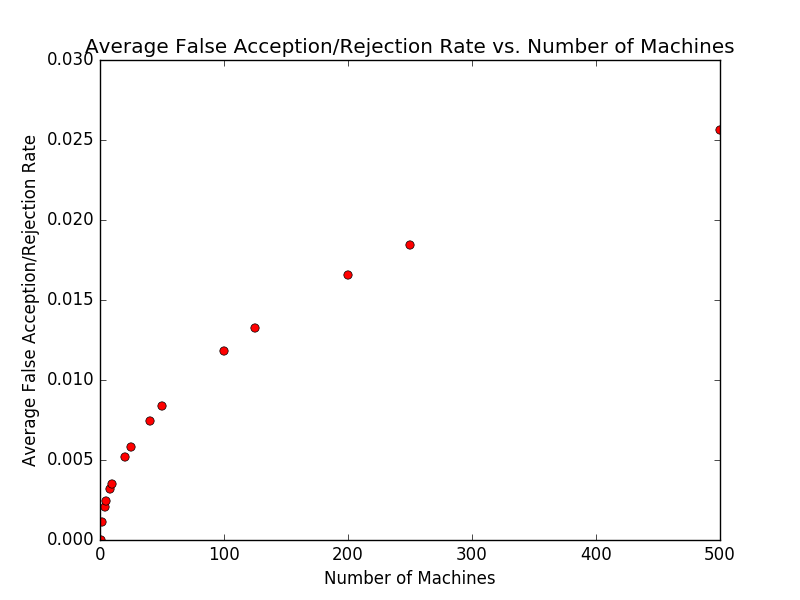 Average False Acception/Rejection Rate vs. Number of Machines
0.030
0.025
0.020
0.015
0.010
0.005
0.000
Average False Acception/Rejection Rate
0 100 200 300 400 500
Number of Machines